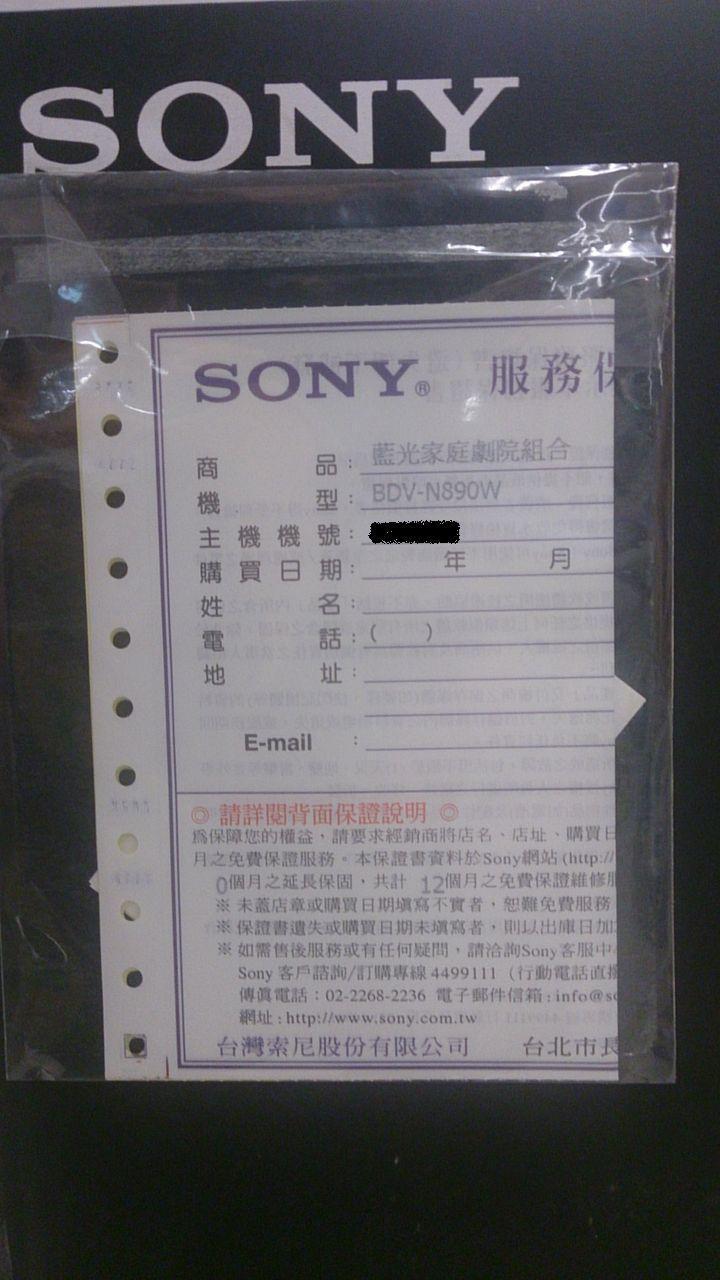 SONY
SONY® 服務保
商品：藍光家庭劇院組合
機型：BDV-N890W
主機機號：
購買日期： 年 月
姓名：
電話：( )
地址：
E-mail：
◎ 請詳閱背面保證說明 ◎
為保障您的權益，請要求經銷商將店名、店址、購買日
月之免費保證服務。本保證書資料於Sony網站(http://
0個月之延長保固，共計 12個月之免費保證維修服
※ 未蓋店章或購買日期填寫不實者，恕難免費服務
※ 保證書遺失或購買日期未填寫者，則以出庫日加
※ 如需售後服務或有任何疑問，請洽詢Sony客服中
Sony 客戶諮詢/訂購專線 4499111（行動電話直撥
傳真電話：02-2268-2236 電子郵件信箱：info@so
網址：http://www.sony.com.tw
台灣索尼股份有限公司 台北市長